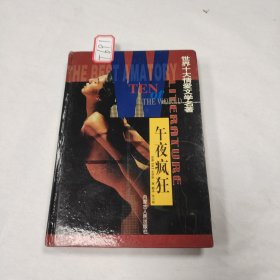 1691
THE BEST AMATORY
TEN
THE WORLD
LITERATURE
世界十大情爱文学名著
午夜疯狂